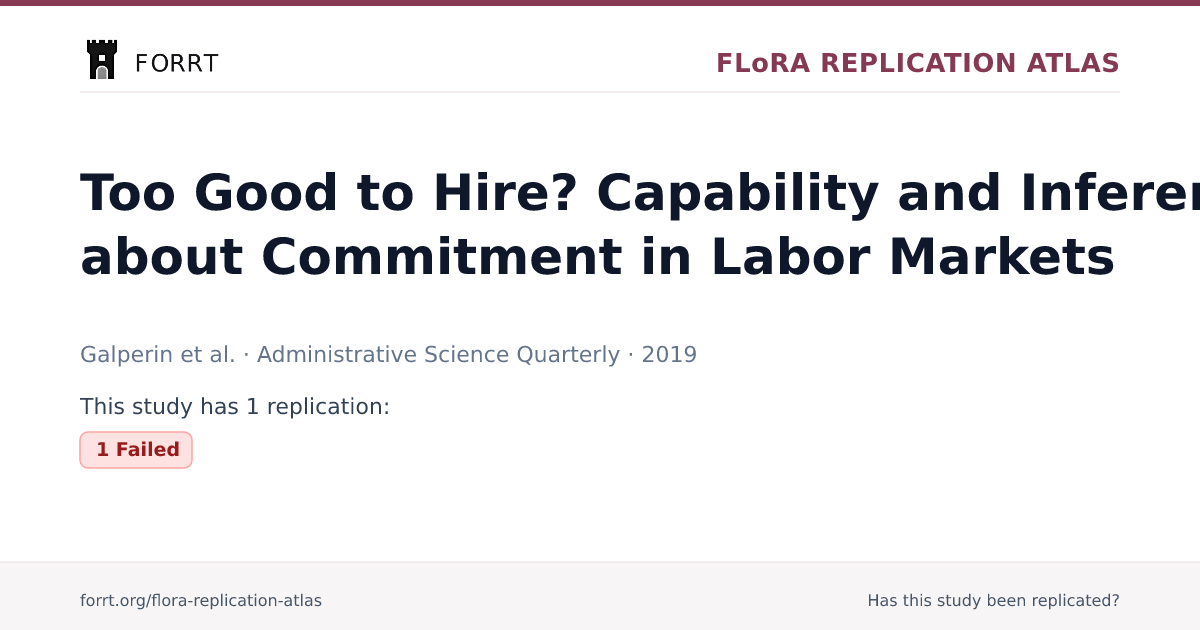 FORRT
FLoRA REPLICATION ATLAS
Too Good to Hire? Capability and Infer
about Commitment in Labor Markets
Galperin et al. · Administrative Science Quarterly · 2019
This study has 1 replication:
1 Failed
forrt.org/flora-replication-atlas
Has this study been replicated?